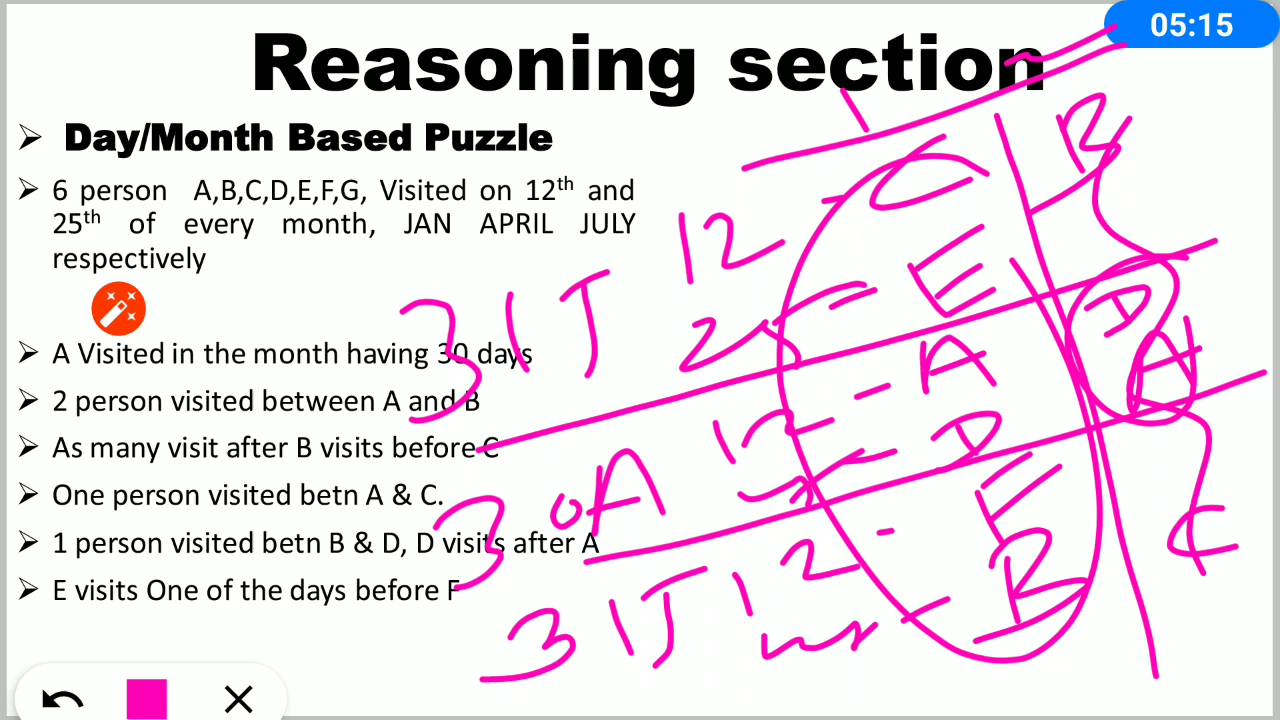 05:15
Reasoning section
➢ Day/Month Based Puzzle
➢ 6 person A,B,C,D,E,F,G, Visited on 12th and
25th of every month, JAN APRIL JULY
respectively
➢ A Visited in the month having 30 days
➢ 2 person visited between A and B
➢ As many visit after B visits before C
➢ One person visited betn A & C.
➢ 1 person visited betn B & D, D visits after A
➢ E visits One of the days before F
B
12 - C
31 J
2 = E
D
- A
A
12 -
30 A
- D
C
31 J 12 -
- B